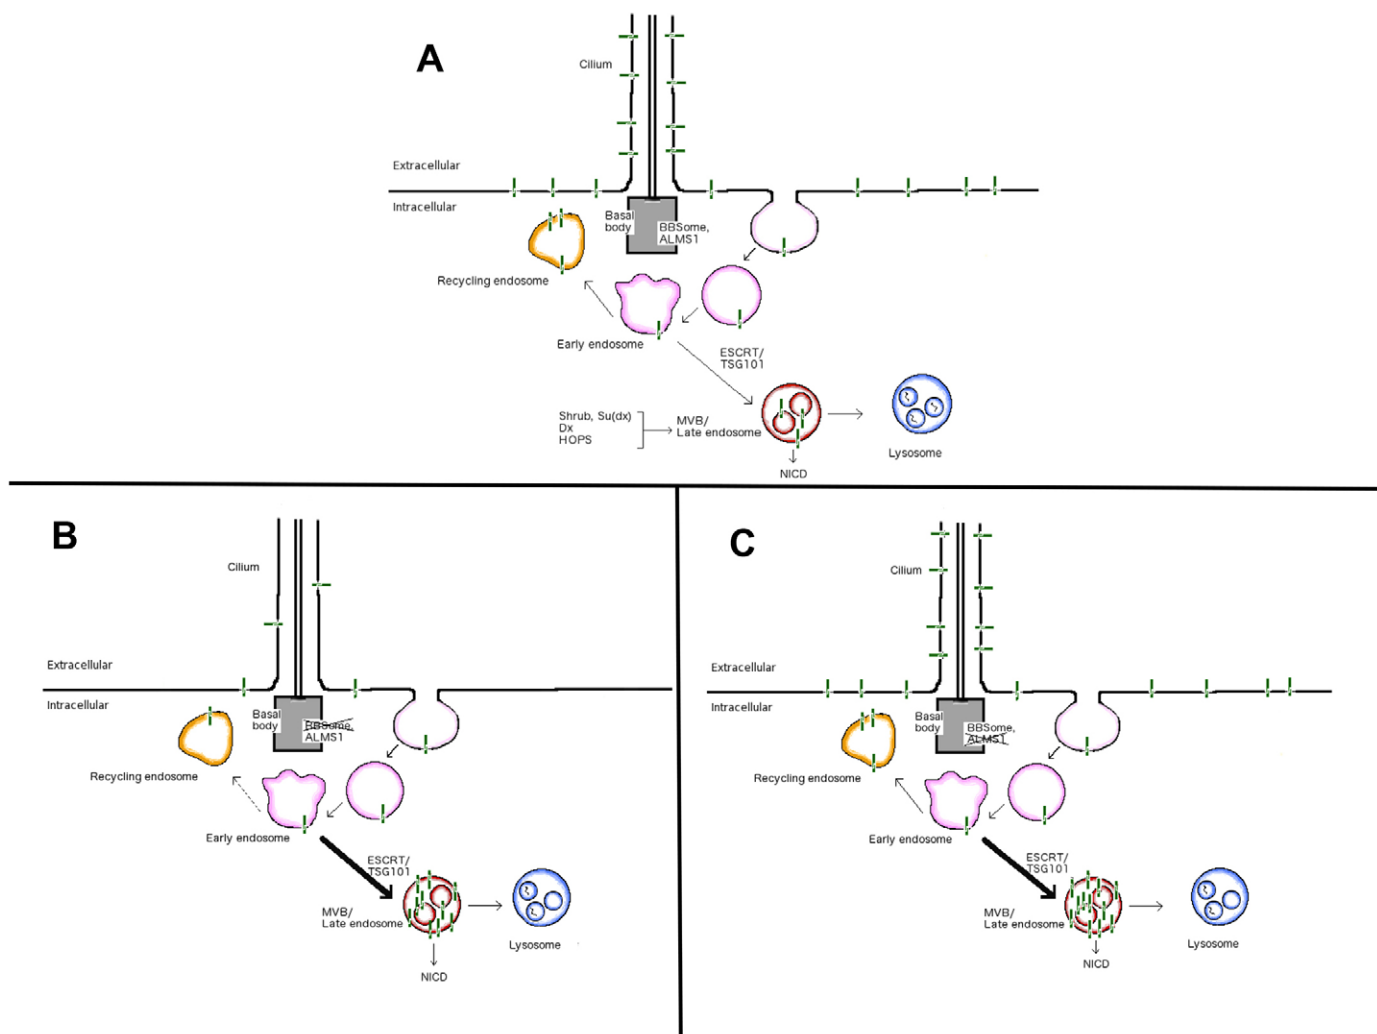 A
Cilium
Extracellular
Intracellular
Basal
body
BBSome,
ALMS1
Recycling endosome
Early endosome
ESCRT/
TSG101
Shrub, Su(dx)
Dx
HOPS
MVB/
Late endosome
NICD
Lysosome
B
Cilium
Extracellular
Intracellular
Basal
body
BBSome,
ALMS1
Recycling endosome
Early endosome
ESCRT/
TSG101
MVB/
Late endosome
NICD
Lysosome
C
Cilium
Extracellular
Intracellular
Basal
body
BBSome,
ALMS1
Recycling endosome
Early endosome
ESCRT/
TSG101
MVB/
Late endosome
NICD
Lysosome